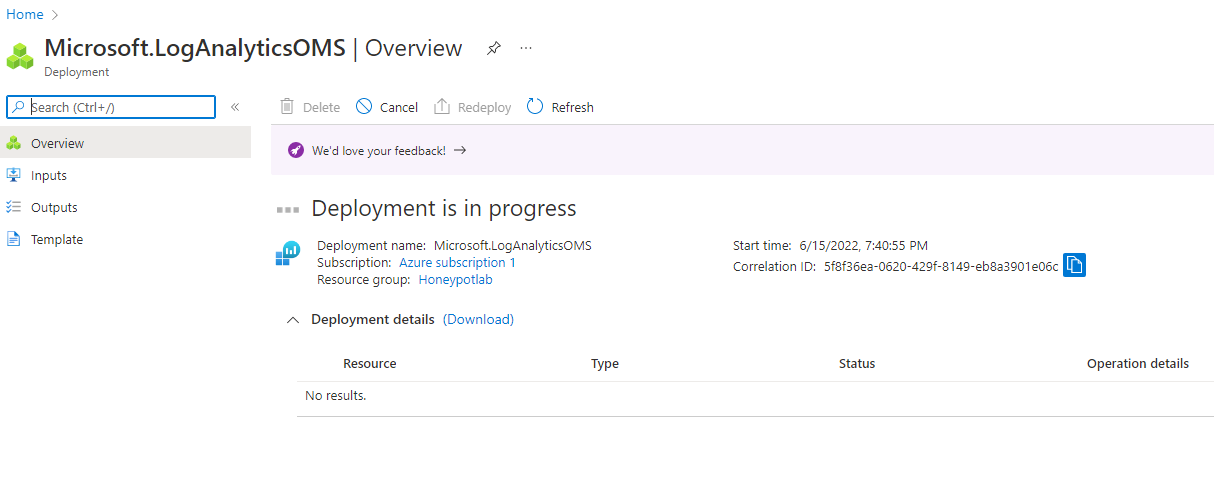 Home >
Microsoft.LogAnalyticsOMS | Overview ...
Deployment
Search (Ctrl+/) «
Delete Cancel Redeploy Refresh
We'd love your feedback! →
Overview
Inputs
Outputs
Template
Deployment is in progress
Deployment name: Microsoft.LogAnalyticsOMS
Subscription: Azure subscription 1
Resource group: Honeypotlab
Start time: 6/15/2022, 7:40:55 PM
Correlation ID: 5f8f36ea-0620-429f-8149-eb8a3901e06c
Deployment details (Download)
Resource Type Status Operation details
No results.